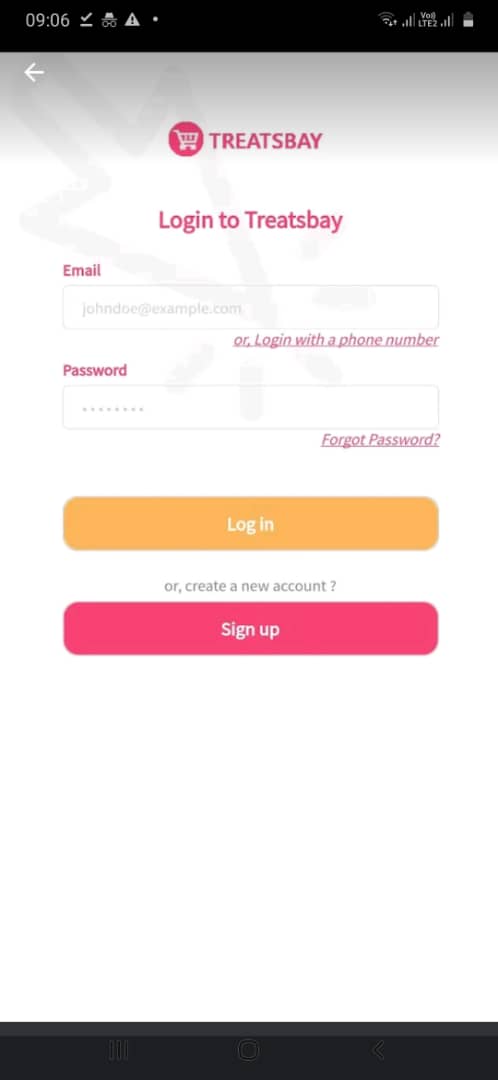 09:06
Vo))
LTE2
TREATSBAY
Login to Treatsbay
Email
johndoe@example.com
or, Login with a phone number
Password
Forgot Password?
Log in
or, create a new account ?
Sign up